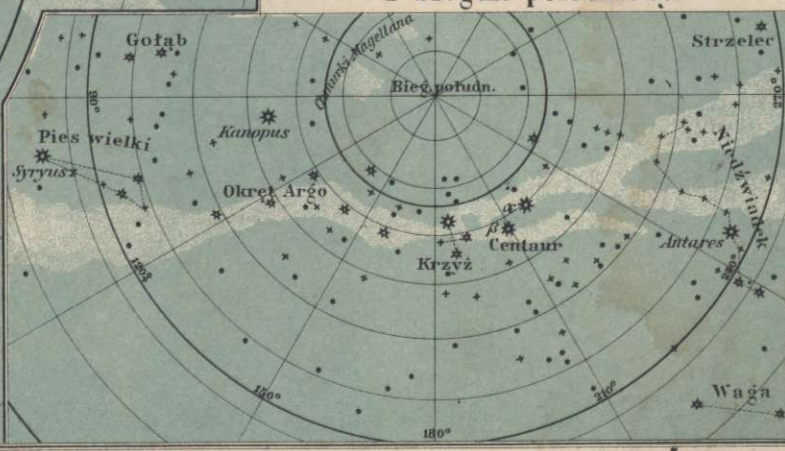 Gołąb
Strzelec
Obłoki Magellana
Bieg. połudn.
90°
270°
Kanopus
Pies wielki
Syryus
Niedźwiadek
Okręt Argo
α
β
Centaur
Antares
Krzyż
120°
240°
150°
210°
Waga
180°